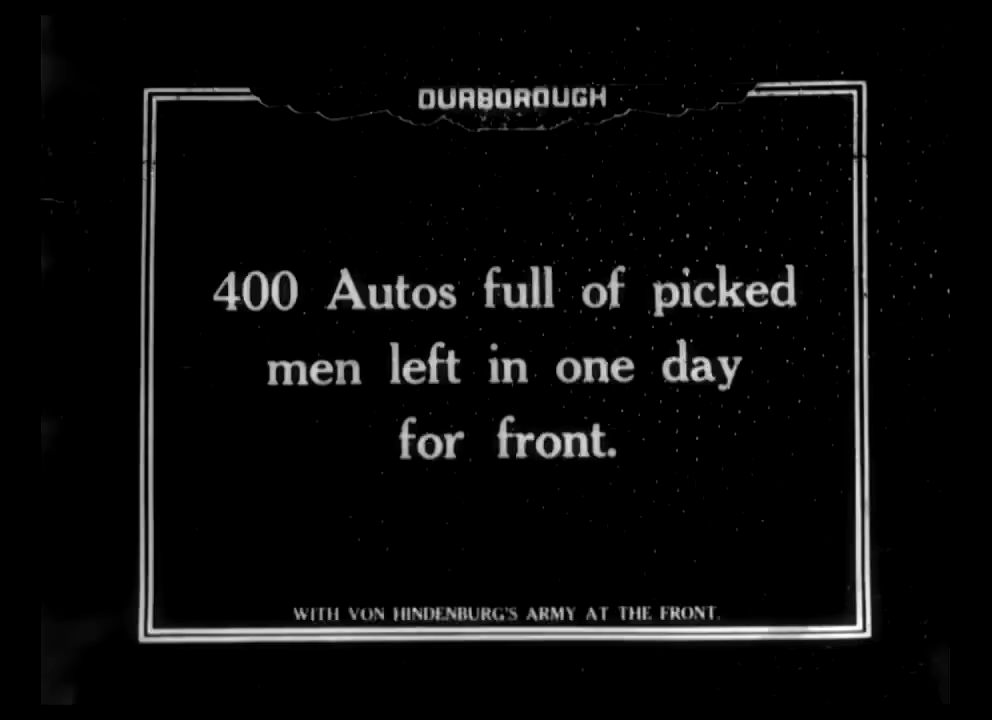 DURBOROUGH
400 Autos full of picked
men left in one day
for front.
WITH VON HINDENBURG'S ARMY AT THE FRONT.